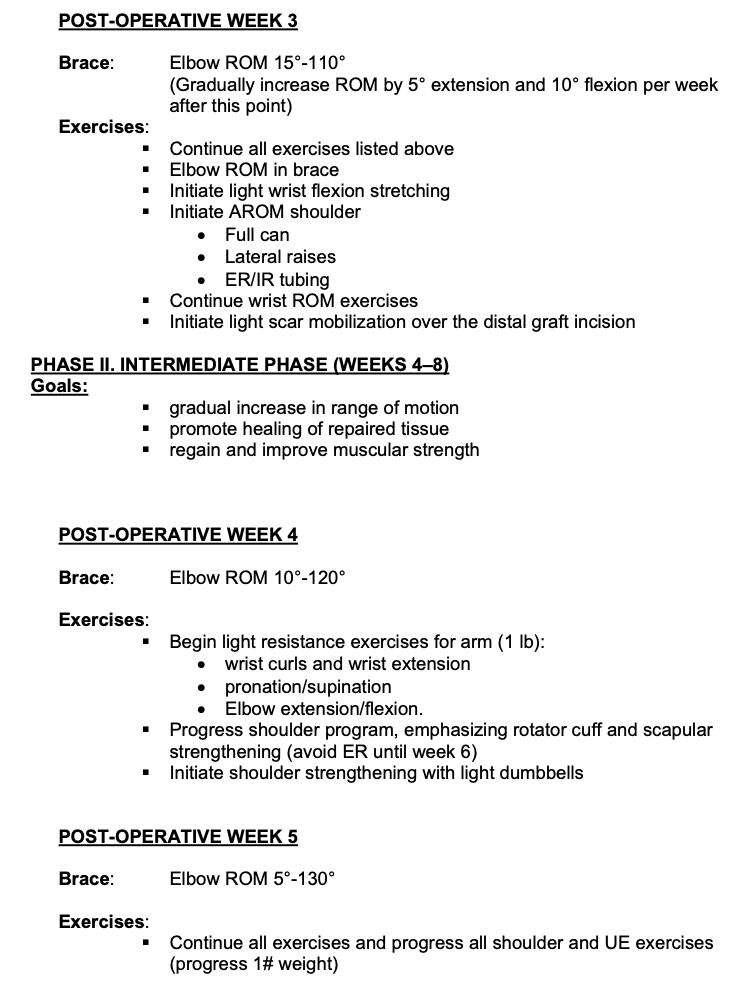 POST-OPERATIVE WEEK 3
Brace: Elbow ROM 15°-110°
(Gradually increase ROM by 5° extension and 10° flexion per week
after this point)
Exercises:
▪ Continue all exercises listed above
▪ Elbow ROM in brace
▪ Initiate light wrist flexion stretching
▪ Initiate AROM shoulder
• Full can
• Lateral raises
• ER/IR tubing
▪ Continue wrist ROM exercises
▪ Initiate light scar mobilization over the distal graft incision
PHASE II. INTERMEDIATE PHASE (WEEKS 4–8)
Goals:
▪ gradual increase in range of motion
▪ promote healing of repaired tissue
▪ regain and improve muscular strength
POST-OPERATIVE WEEK 4
Brace: Elbow ROM 10°-120°
Exercises:
▪ Begin light resistance exercises for arm (1 lb):
• wrist curls and wrist extension
• pronation/supination
• Elbow extension/flexion.
▪ Progress shoulder program, emphasizing rotator cuff and scapular
strengthening (avoid ER until week 6)
▪ Initiate shoulder strengthening with light dumbbells
POST-OPERATIVE WEEK 5
Brace: Elbow ROM 5°-130°
Exercises:
▪ Continue all exercises and progress all shoulder and UE exercises
(progress 1# weight)